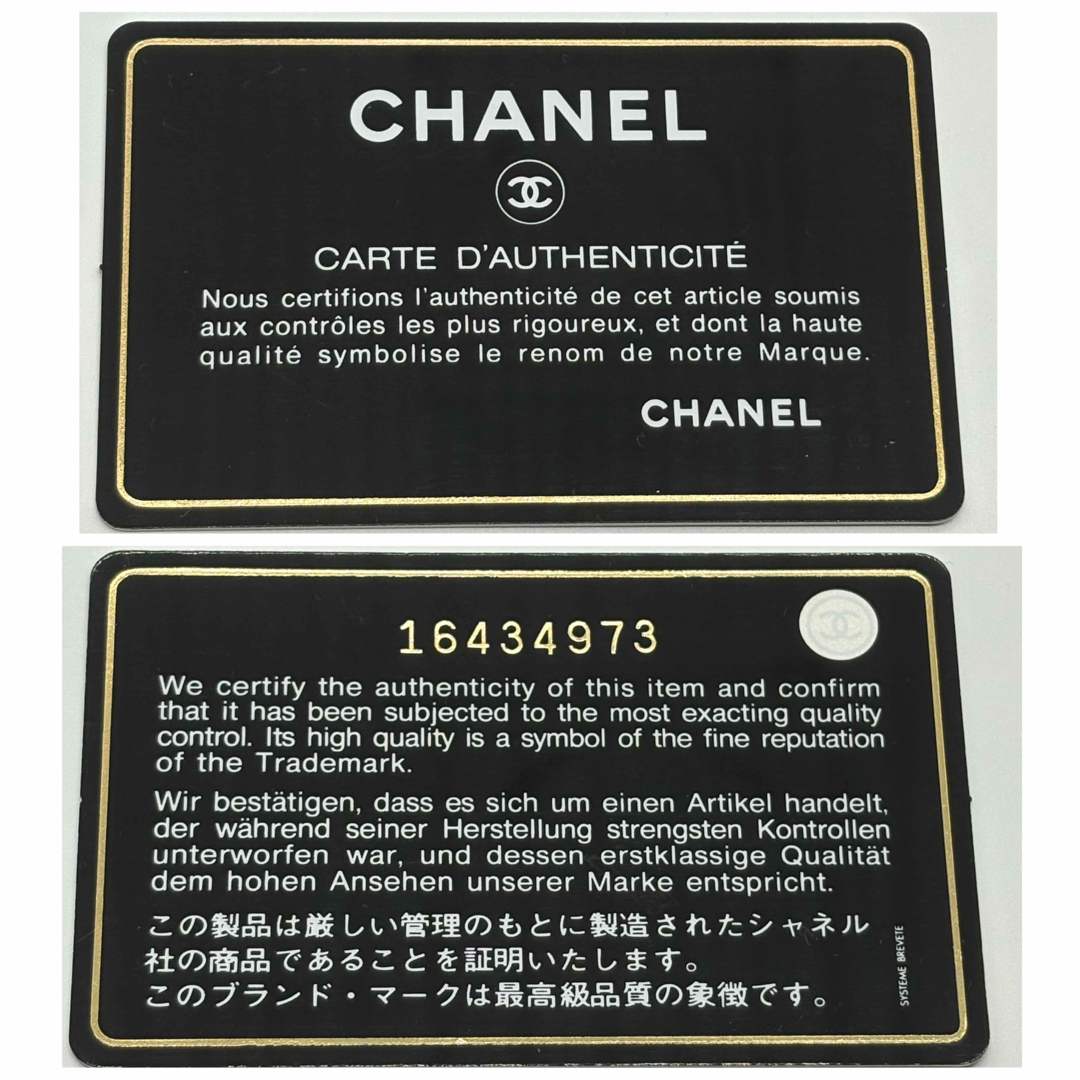 CHANEL
CARTE D'AUTHENTICITÉ
Nous certifions l'authenticité de cet article soumis
aux contrôles les plus rigoureux, et dont la haute
qualité symbolise le renom de notre Marque.
CHANEL
16434973
We certify the authenticity of this item and confirm
that it has been subjected to the most exacting quality
control. Its high quality is a symbol of the fine reputation
of the Trademark.
Wir bestätigen, dass es sich um einen Artikel handelt,
der während seiner Herstellung strengsten Kontrollen
unterworfen war, und dessen erstklassige Qualität
dem hohen Ansehen unserer Marke entspricht.
この製品は厳しい管理のもとに製造されたシャネル
社の商品であることを証明いたします。
このブランド・マークは最高級品質の象徴です。
SYSTEME BREVETE